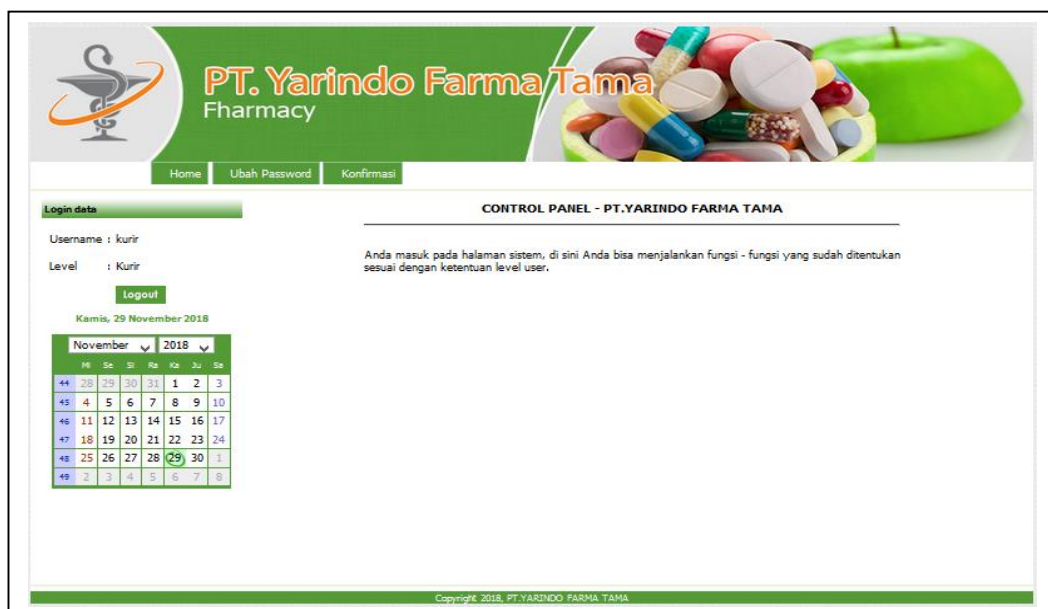 PT. Yarindo Farma Tama
Fharmacy
Home Ubah Password Konfirmasi
Login data
Username : kurir
Level : Kurir
Logout
Kamis, 29 November 2018
November 2018
Mi Se Sl Ra Ka Ju Sa
44 28 29 30 31 1 2 3
45 4 5 6 7 8 9 10
46 11 12 13 14 15 16 17
47 18 19 20 21 22 23 24
48 25 26 27 28 29 30 1
49 2 3 4 5 6 7 8
CONTROL PANEL - PT.YARINDO FARMA TAMA
Anda masuk pada halaman sistem, di sini Anda bisa menjalankan fungsi - fungsi yang sudah ditentukan
sesuai dengan ketentuan level user.
Copyright 2018, PT.YARINDO FARMA TAMA